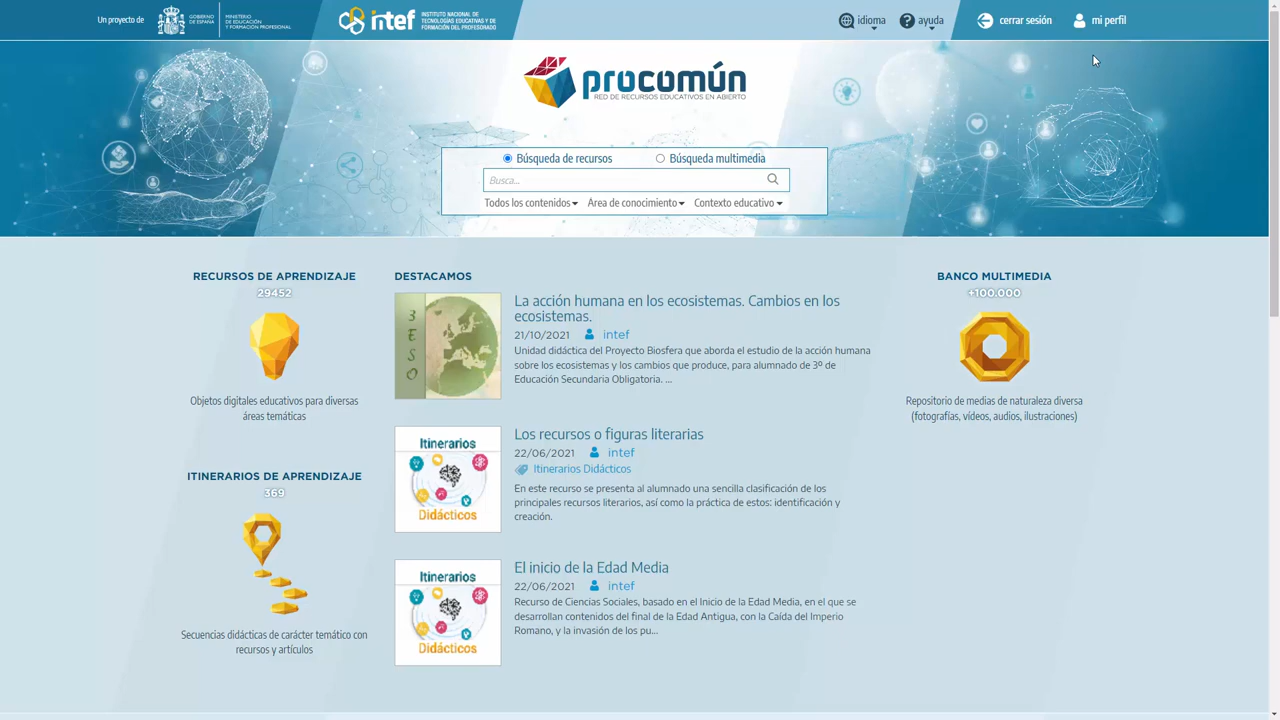 Un proyecto de
GOBIERNO DE ESPAÑA
MINISTERIO DE EDUCACIÓN Y FORMACIÓN PROFESIONAL
intef
INSTITUTO NACIONAL DE TECNOLOGÍAS EDUCATIVAS Y DE FORMACIÓN DEL PROFESORADO
idioma
ayuda
cerrar sesión
mi perfil
procomún
RED DE RECURSOS EDUCATIVOS EN ABIERTO
Búsqueda de recursos
Búsqueda multimedia
Busca...
Todos los contenidos
Área de conocimiento
Contexto educativo
RECURSOS DE APRENDIZAJE
29452
Objetos digitales educativos para diversas
áreas temáticas
ITINERARIOS DE APRENDIZAJE
369
Secuencias didácticas de carácter temático con
recursos y artículos
DESTACAMOS
3 ESO
La acción humana en los ecosistemas. Cambios en los
ecosistemas.
21/10/2021 intef
Unidad didáctica del Proyecto Biosfera que aborda el estudio de la acción humana
sobre los ecosistemas y los cambios que produce, para alumnado de 3º de
Educación Secundaria Obligatoria. ...
Itinerarios
Didácticos
Los recursos o figuras literarias
22/06/2021 intef
Itinerarios Didácticos
En este recurso se presenta al alumnado una sencilla clasificación de los
principales recursos literarios, así como la práctica de estos: identificación y
creación.
Itinerarios
Didácticos
El inicio de la Edad Media
22/06/2021 intef
Recurso de Ciencias Sociales, basado en el Inicio de la Edad Media, en el que se
desarrollan contenidos del final de la Edad Antigua, con la Caída del Imperio
Romano, y la invasión de los pu...
BANCO MULTIMEDIA
+100.000
Repositorio de medias de naturaleza diversa
(fotografías, vídeos, audios, ilustraciones)